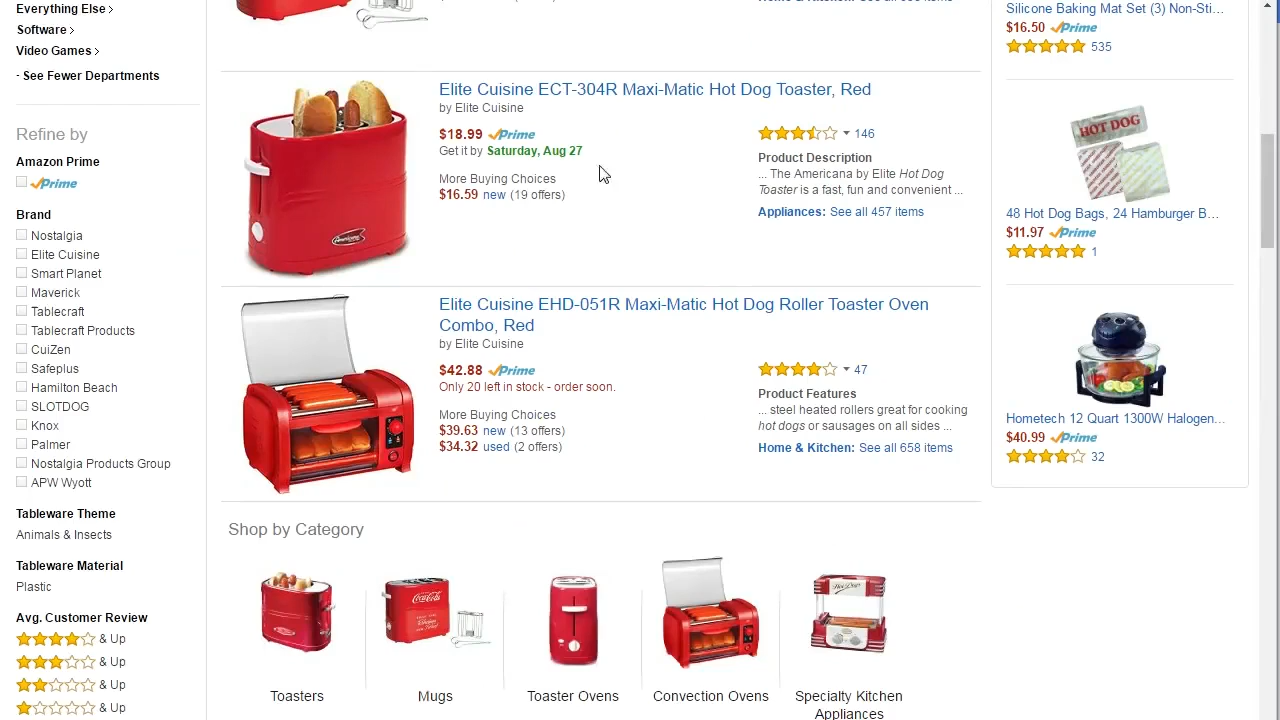 Everything Else
Software
Video Games
- See Fewer Departments
Refine by
Amazon Prime
Prime
Brand
Nostalgia
Elite Cuisine
Smart Planet
Maverick
Tablecraft
Tablecraft Products
CuiZen
Safeplus
Hamilton Beach
SLOTDOG
Knox
Palmer
Nostalgia Products Group
APW Wyott
Tableware Theme
Animals & Insects
Tableware Material
Plastic
Avg. Customer Review
& Up
& Up
& Up
& Up
Elite Cuisine ECT-304R Maxi-Matic Hot Dog Toaster, Red
by Elite Cuisine
$18.99 Prime
Get it by Saturday, Aug 27
More Buying Choices
$16.59 new (19 offers)
146
Product Description
... The Americana by Elite Hot Dog
Toaster is a fast, fun and convenient ...
Appliances: See all 457 items
Elite Cuisine EHD-051R Maxi-Matic Hot Dog Roller Toaster Oven
Combo, Red
by Elite Cuisine
$42.88 Prime
Only 20 left in stock - order soon.
More Buying Choices
$39.63 new (13 offers)
$34.32 used (2 offers)
47
Product Features
... steel heated rollers great for cooking
hot dogs or sausages on all sides ...
Home & Kitchen: See all 658 items
Shop by Category
Coca-Cola
Hot Dog
Toasters
Mugs
Toaster Ovens
Convection Ovens
Specialty Kitchen
Appliances
Silicone Baking Mat Set (3) Non-Sti...
$16.50 Prime
535
HOT DOG
48 Hot Dog Bags, 24 Hamburger B...
$11.97 Prime
1
Hometech 12 Quart 1300W Halogen...
$40.99 Prime
32